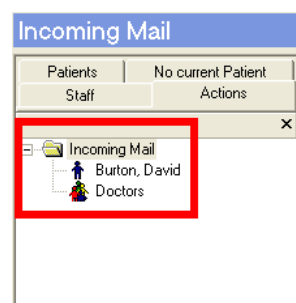 Incoming Mail
Patients No current Patient
Staff Actions
Incoming Mail
Burton, David
Doctors